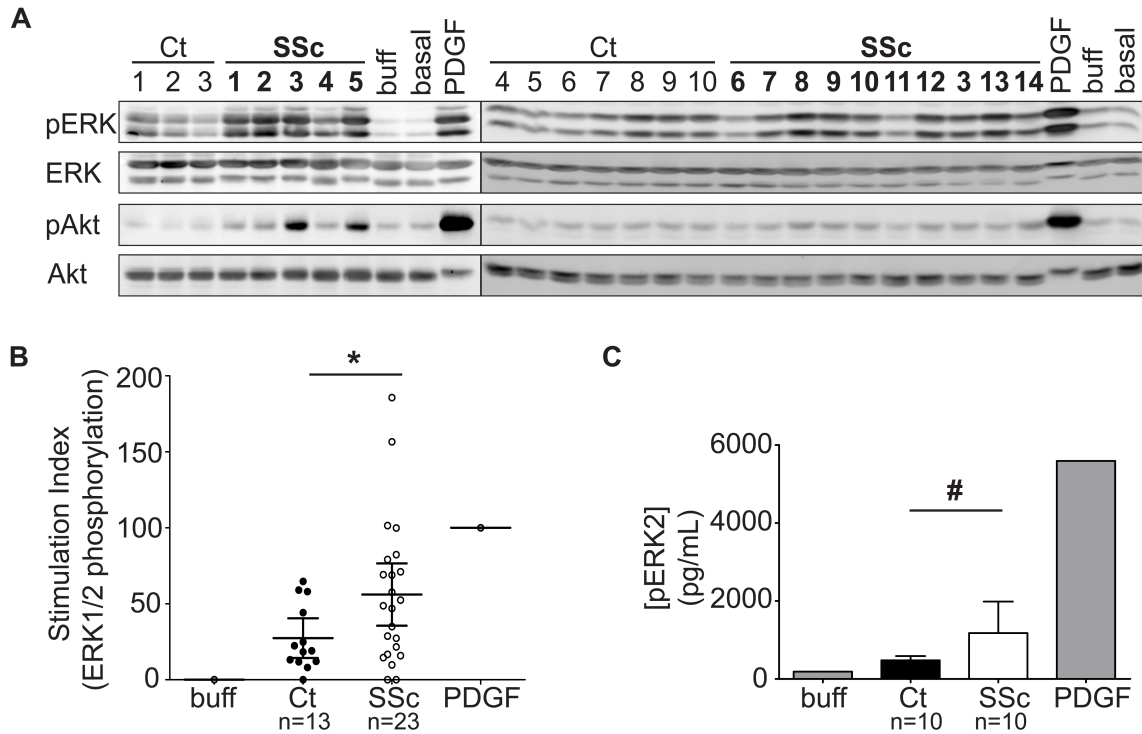 A
Ct SSc buff basal PDGF Ct SSc PDGF buff basal
1 2 3 1 2 3 4 5 4 5 6 7 8 9 10 6 7 8 9 10 11 12 3 13 14
pERK
ERK
pAkt
Akt
B
*
Stimulation Index
(ERK1/2 phosphorylation)
200
150
100
50
0
buff Ct SSc PDGF
n=13 n=23
C
#
[pERK2]
(pg/mL)
6000
4000
2000
0
buff Ct SSc PDGF
n=10 n=10